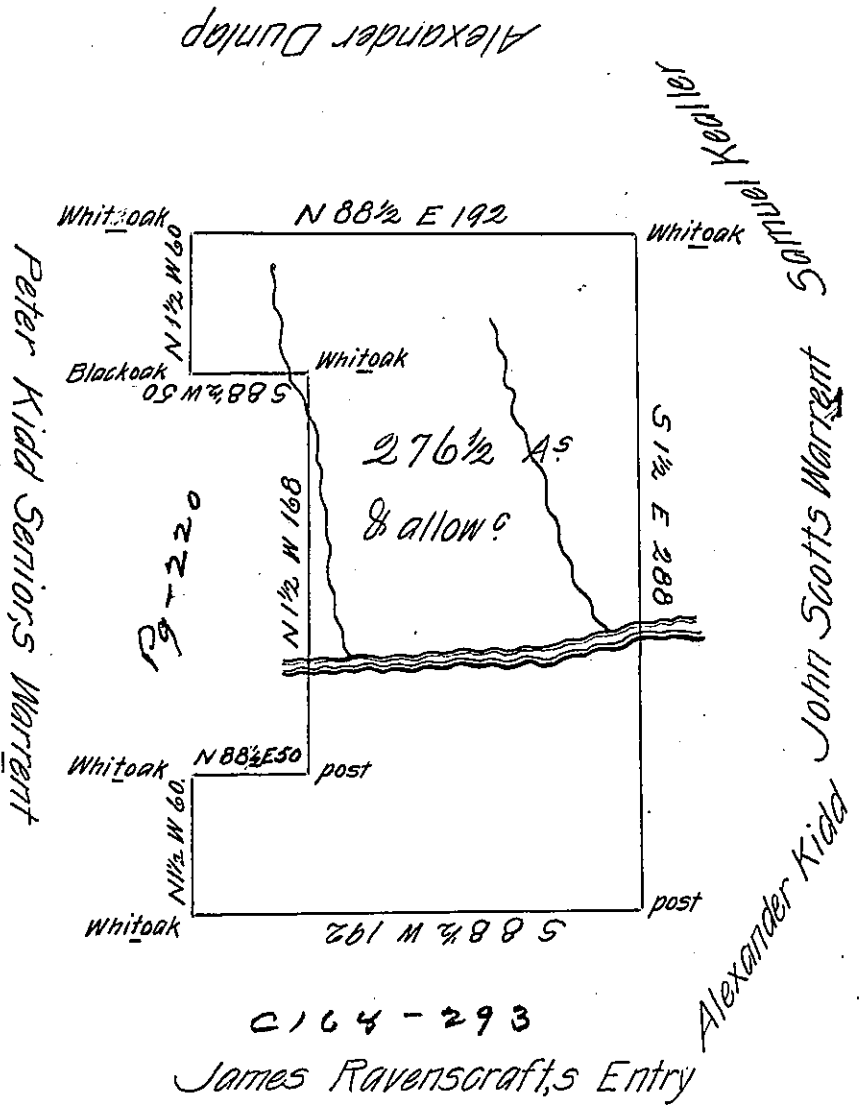 Alexander Dunlap
Samuel Kealler
Whitoak
N 88½ E 192
Whitoak
N 1½ W 60
Blackoak
S 88½ W 50
Whitoak
276½ As
& allowc
S 1½ E 288
N 1½ W 168
Peter Kidd Seniors Warrent
Pg - 220
John Scotts Warrent
Whitoak
N 88½ E 50
post
N 1½ W 60.
Whitoak
S 88½ W 192
post
Alexander Kidd
C164 - 293
James Ravenscraft,s Entry